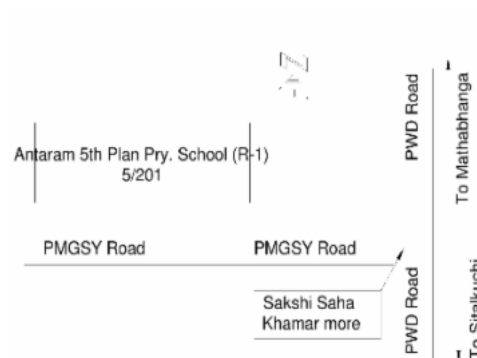 N
PWD Road
To Mathabhanga
Antaram 5th Plan Pry. School (R-1)
5/201
PMGSY Road
PMGSY Road
Sakshi Saha
Khamar more
PWD Road
To Sitalkuchi